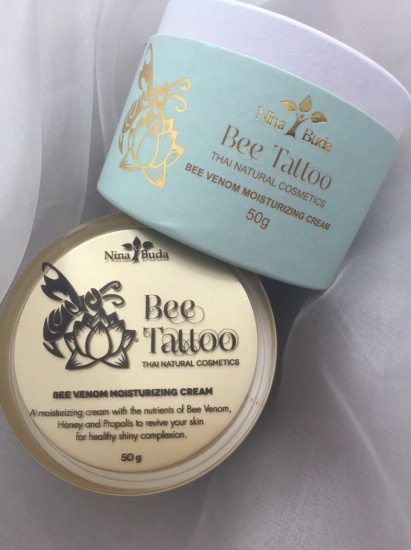 Nina Buda
Bee Tattoo
THAI NATURAL COSMETICS
BEE VENOM MOISTURIZING CREAM
50g
Nina Buda
Bee
Tattoo
THAI NATURAL COSMETICS
BEE VENOM MOISTURIZING CREAM
A moisturizing cream with the nutrients of Bee Venom,
Honey and Propolis to revive your skin
for healthy shiny complexion.
50 g